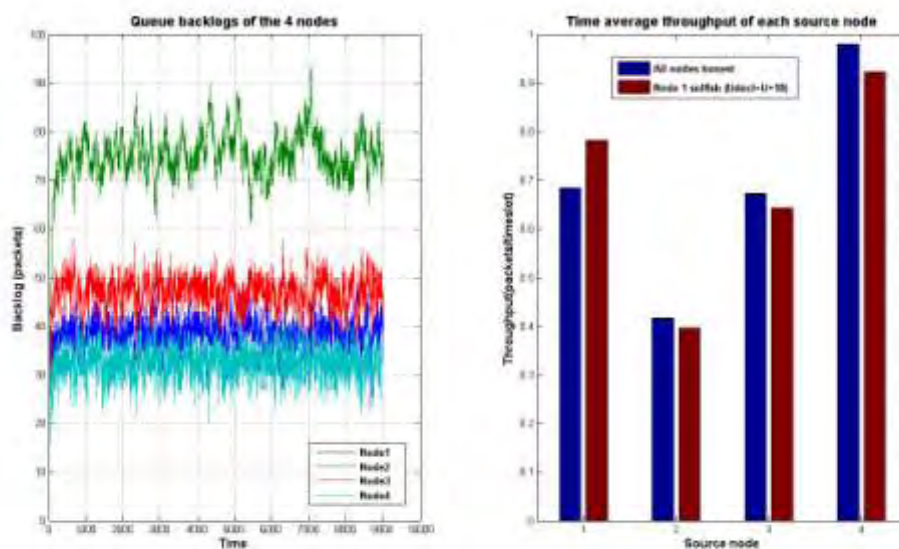 Queue backlogs of the 4 nodes
100
90
80
70
60
50
40
30
20
10
0
Backlog (packets)
0 1000 2000 3000 4000 5000 6000 7000 8000 9000 10000
Time
Node1
Node2
Node3
Node4
Time average throughput of each source node
1
0.9
0.8
0.7
0.6
0.5
0.4
0.3
0.2
0.1
0
Throughput(packets/timeslot)
1 2 3 4
Source node
All nodes honest
Node 1 selfish